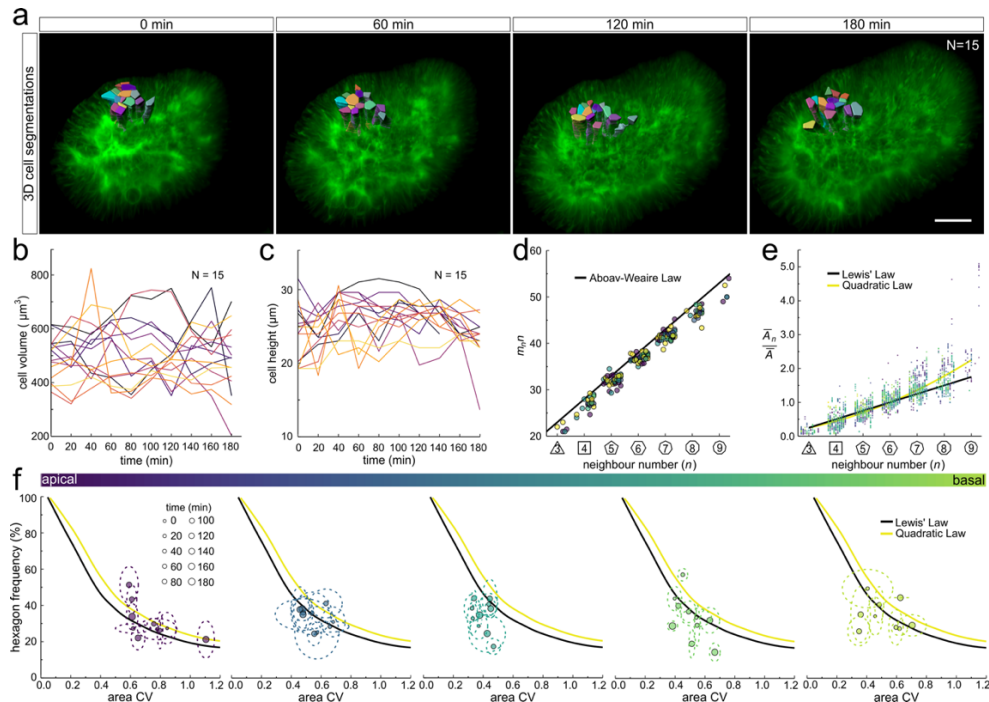 a
0 min
60 min
120 min
180 min
3D cell segmentations
N=15
b
cell volume ( μm³)
800
600
400
200
N = 15
0 20 40 60 80 100 120 140 160 180
time (min)
c
cell height (μm)
30
20
10
N = 15
0 20 40 60 80 100 120 140 160 180
time (min)
d
mₙn
60
50
40
30
20
Aboav-Weaire Law
3 4 5 6 7 8 9
neighbour number (n)
e
A̅ₙ
A̅
5.0
4.0
3.0
2.0
1.0
0.0
Lewis' Law
Quadratic Law
3 4 5 6 7 8 9
neighbour number (n)
f
apical
basal
hexagon frequency (%)
100
80
60
40
20
0
time (min)
0 100
20 120
40 140
60 160
80 180
Lewis' Law
Quadratic Law
0.0 0.2 0.4 0.6 0.8 1.0 1.2
0.0 0.2 0.4 0.6 0.8 1.0 1.2
0.0 0.2 0.4 0.6 0.8 1.0 1.2
0.0 0.2 0.4 0.6 0.8 1.0 1.2
0.0 0.2 0.4 0.6 0.8 1.0 1.2
area CV
area CV
area CV
area CV
area CV